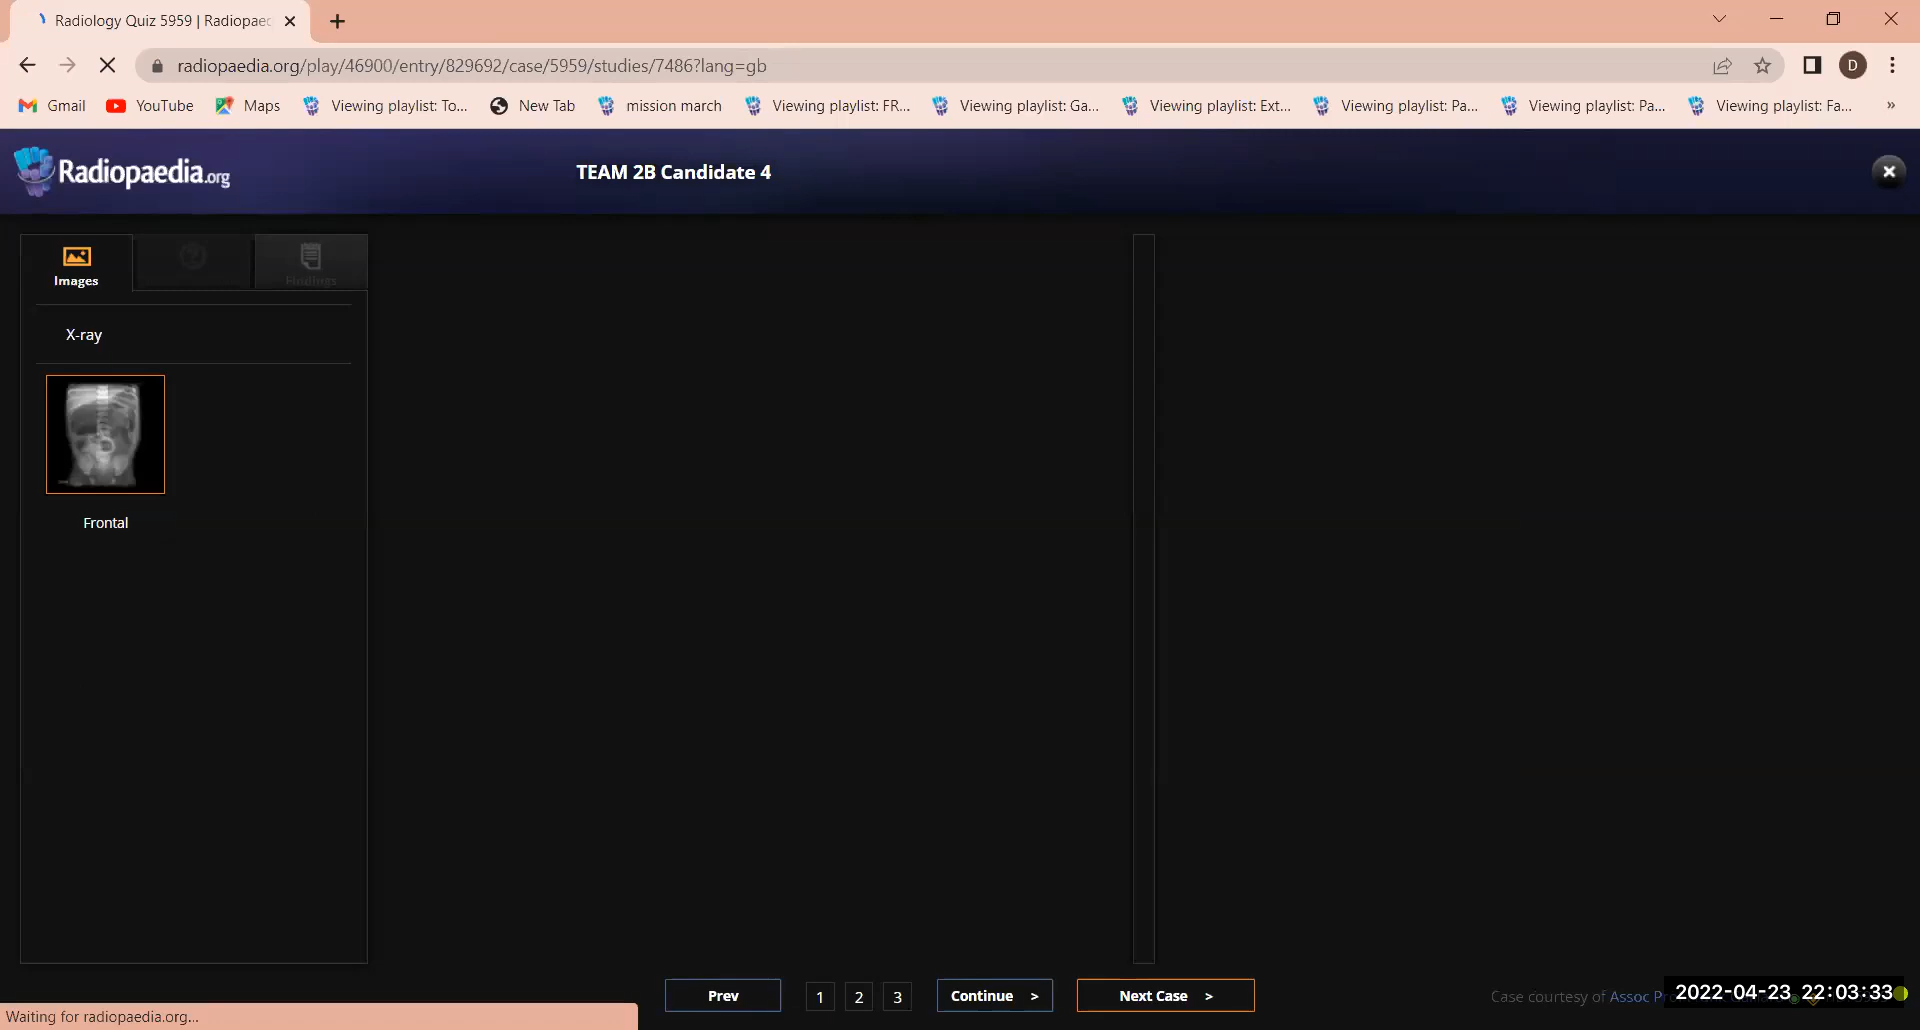 Radiology Quiz 5959 | Radiopaed
radiopaedia.org/play/46900/entry/829692/case/5959/studies/7486?lang=gb
D
Gmail YouTube Maps Viewing playlist: To... New Tab mission march Viewing playlist: FR... Viewing playlist: Ga... Viewing playlist: Ext... Viewing playlist: Pa... Viewing playlist: Pa... Viewing playlist: Fa... »
Radiopaedia.org
TEAM 2B Candidate 4
Images Findings
X-ray
Frontal
Prev 1 2 3 Continue > Next Case >
Case courtesy of Assoc Pr
2022-04-23 22:03:33
Waiting for radiopaedia.org...